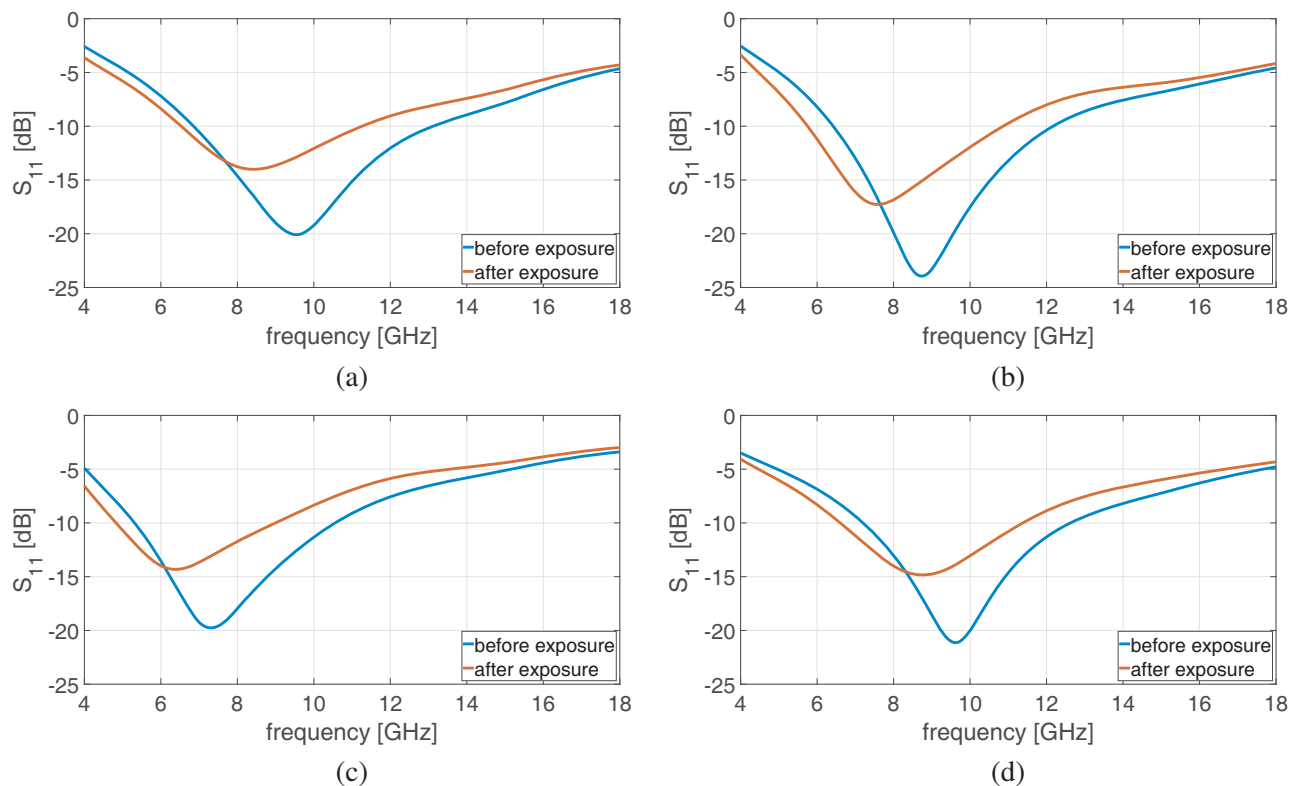 0
-5
-10
-15
-20
-25
S11 [dB]
before exposure
after exposure
4 6 8 10 12 14 16 18
frequency [GHz]
(a)
0
-5
-10
-15
-20
-25
S11 [dB]
before exposure
after exposure
4 6 8 10 12 14 16 18
frequency [GHz]
(b)
0
-5
-10
-15
-20
-25
S11 [dB]
before exposure
after exposure
4 6 8 10 12 14 16 18
frequency [GHz]
(c)
0
-5
-10
-15
-20
-25
S11 [dB]
before exposure
after exposure
4 6 8 10 12 14 16 18
frequency [GHz]
(d)